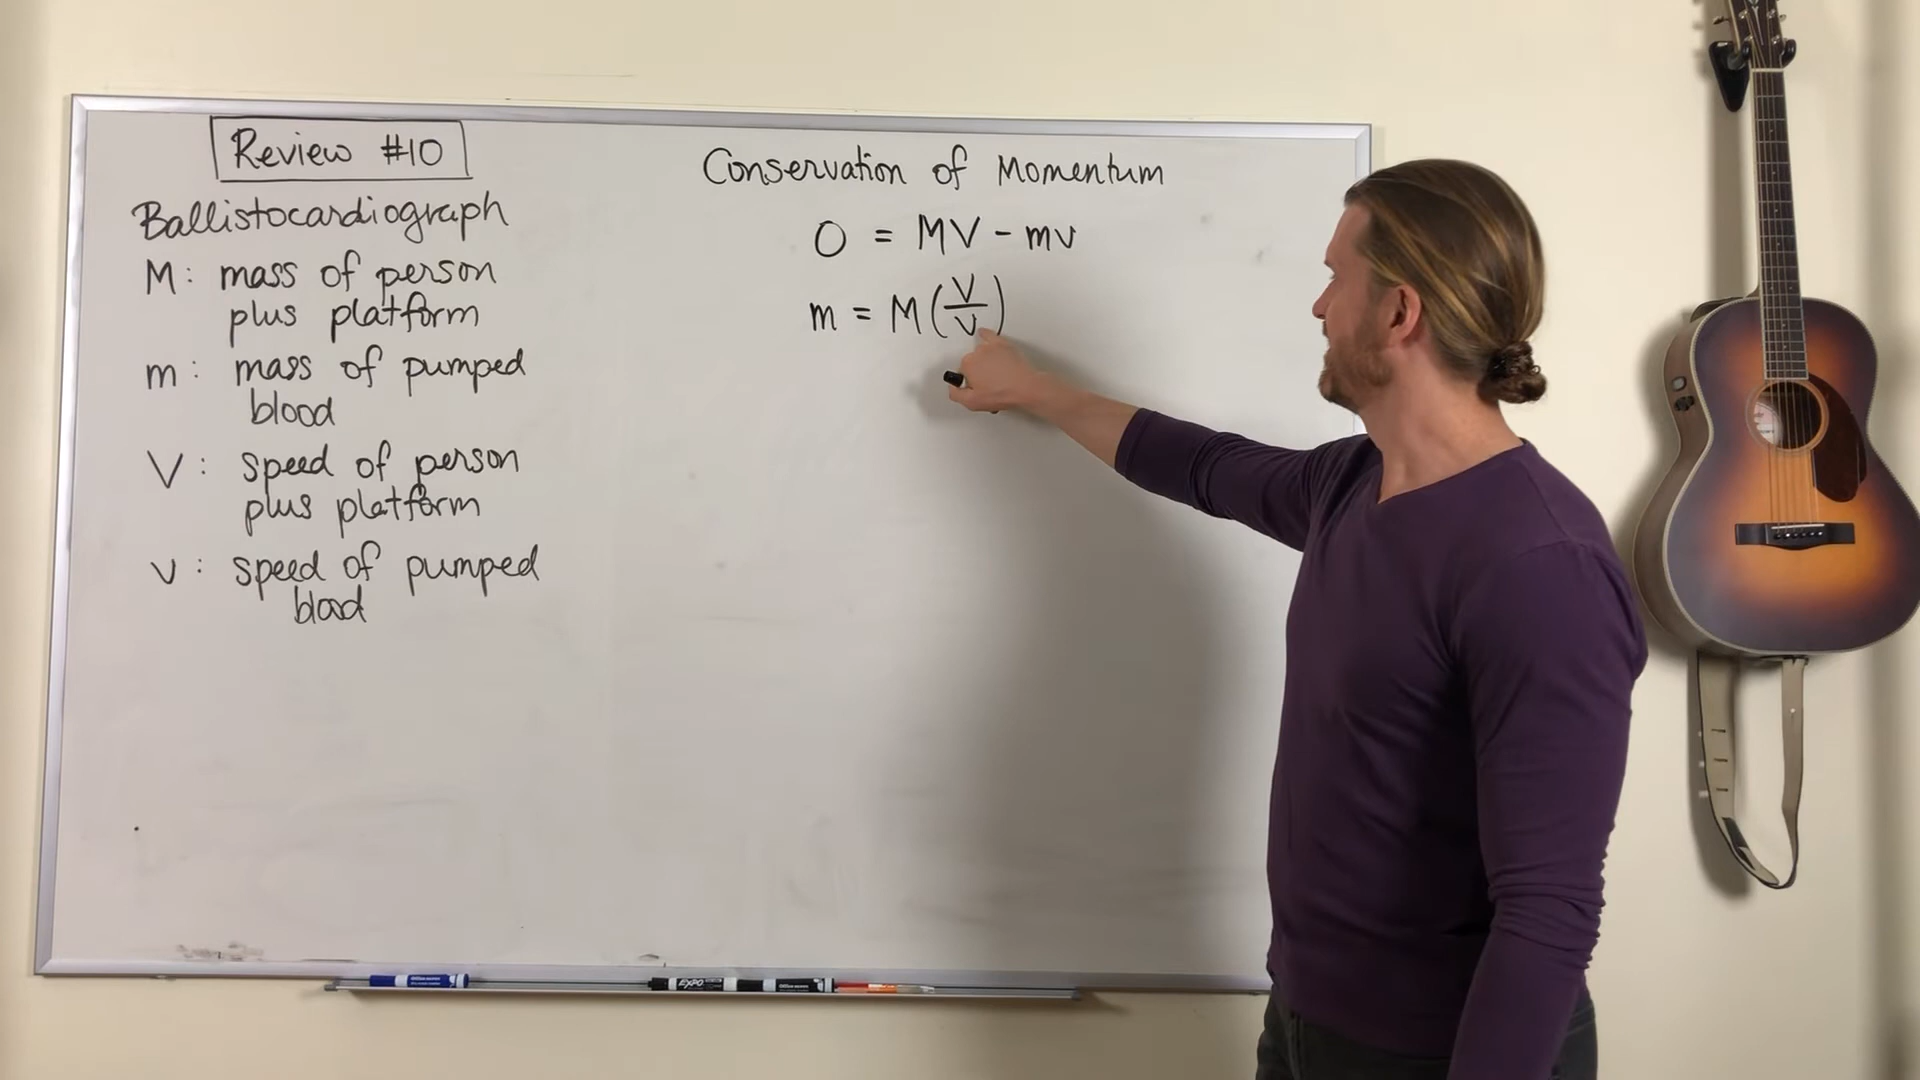 Review #10
Ballistocardiograph
M: mass of person
plus platform
m: mass of pumped
blood
V: speed of person
plus platform
v: speed of pumped
blood
Conservation of Momentum
0 = MV - mv
m = M(V/v)
EXPO